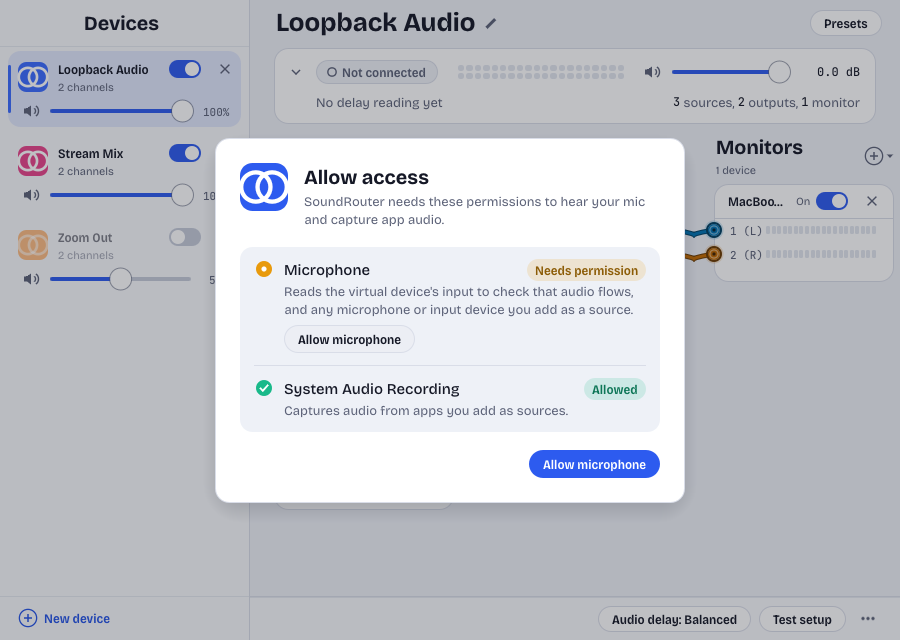 Devices
Loopback Audio
2 channels
100%
Stream Mix
2 channels
10
Zoom Out
2 channels
5
New device
Loopback Audio
Presets
Not connected
0.0 dB
No delay reading yet
3 sources, 2 outputs, 1 monitor
Monitors
1 device
MacBoo...
On
1 (L)
2 (R)
Allow access
SoundRouter needs these permissions to hear your mic
and capture app audio.
Microphone
Needs permission
Reads the virtual device's input to check that audio flows,
and any microphone or input device you add as a source.
Allow microphone
System Audio Recording
Allowed
Captures audio from apps you add as sources.
Allow microphone
Audio delay: Balanced
Test setup